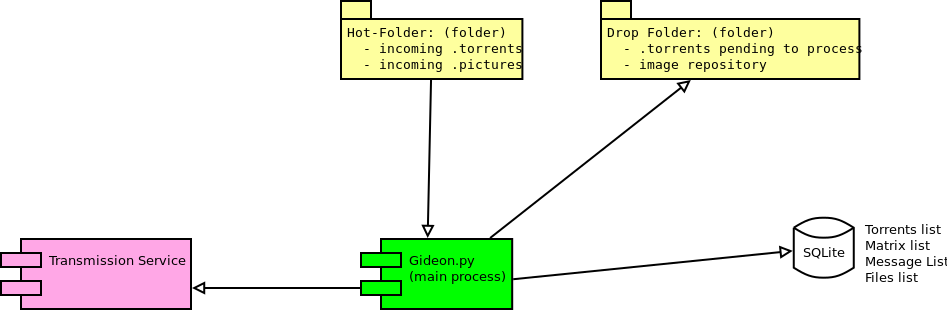 Hot-Folder: (folder)
- incoming .torrents
- incoming .pictures
Drop Folder: (folder)
- .torrents pending to process
- image repository
Transmission Service
Gideon.py
(main process)
SQLite
Torrents list
Matrix list
Message List
Files list